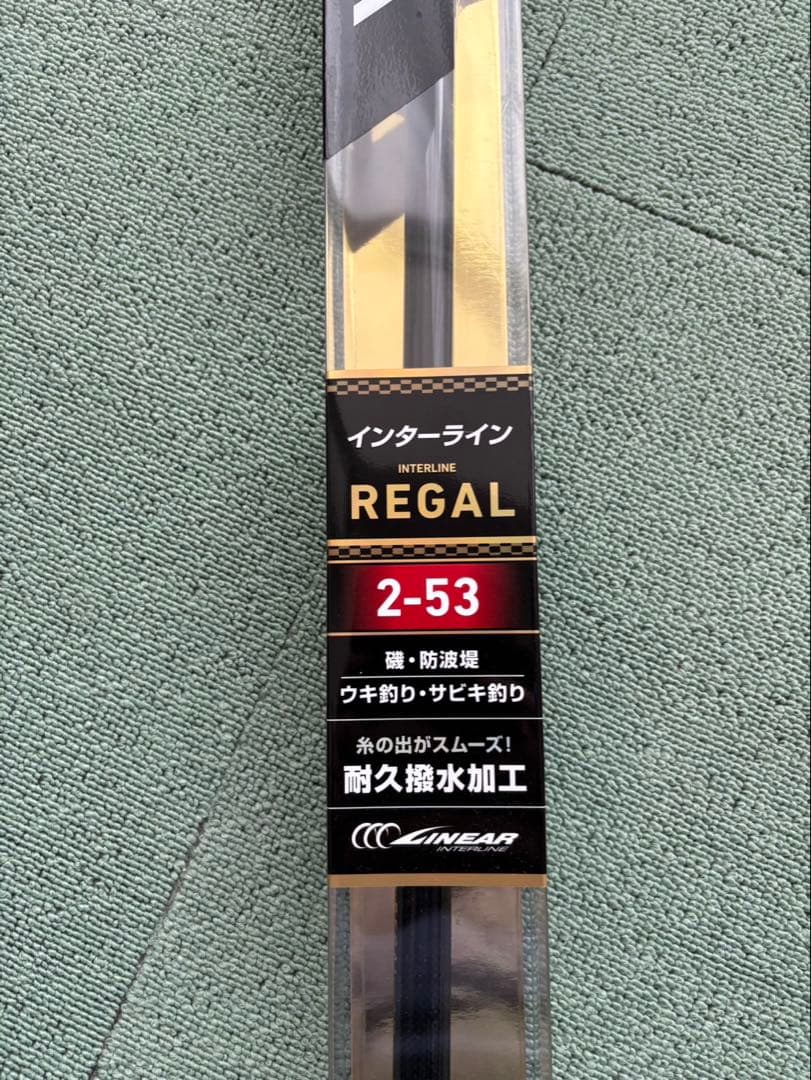 インターライン
INTERLINE
REGAL
2-53
磯・防波堤
ウキ釣り・サビキ釣り
糸の出がスムーズ!
耐久撥水加工
LINEAR
INTERLINE